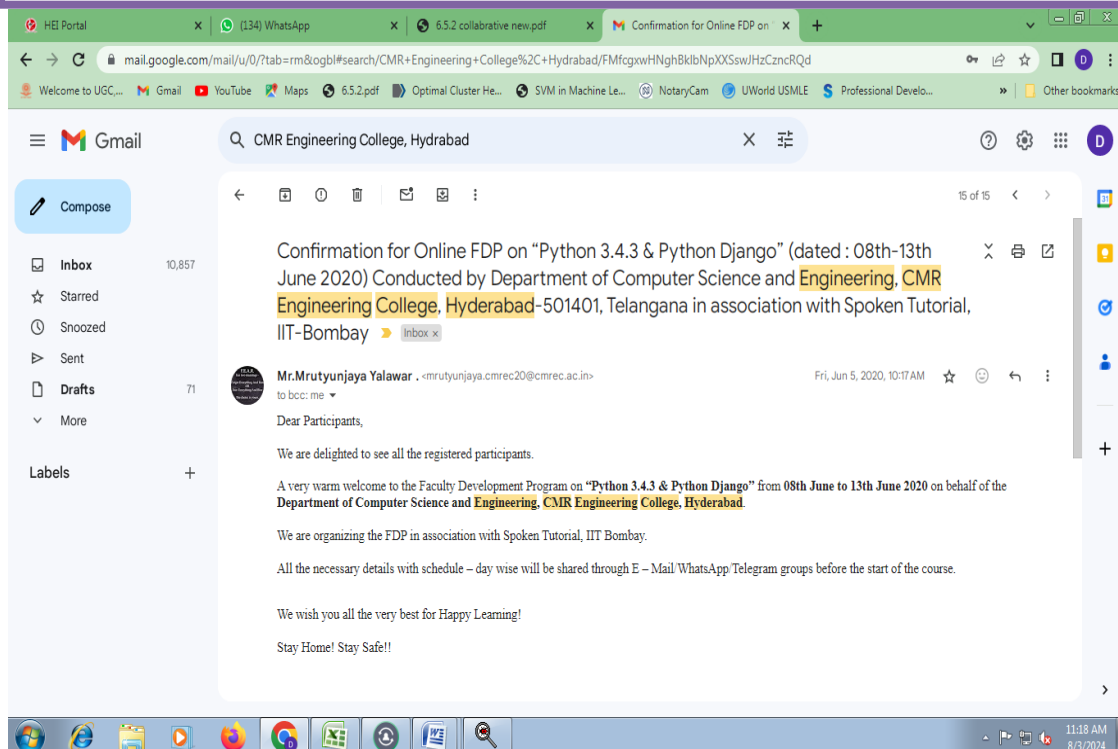 HEI Portal
(134) WhatsApp
6.5.2 collabrative new.pdf
Confirmation for Online FDP on "
mail.google.com/mail/u/0/?tab=rm&ogbl#search/CMR+Engineering+College%2C+Hydrabad/FMfcgxwHNghBklbNpXXSswJHzCzncRQd
Welcome to UGC,...
Gmail
YouTube
Maps
6.5.2.pdf
Optimal Cluster He...
SVM in Machine Le...
NotaryCam
UWorld USMLE
Professional Develo...
»
Other bookmarks
Gmail
CMR Engineering College, Hydrabad
D
Compose
15 of 15
Inbox 10,857
Starred
Snoozed
Sent
Drafts 71
More
Labels
Confirmation for Online FDP on “Python 3.4.3 & Python Django” (dated : 08th-13th
June 2020) Conducted by Department of Computer Science and Engineering, CMR
Engineering College, Hyderabad-501401, Telangana in association with Spoken Tutorial,
IIT-Bombay Inbox x
Mr.Mrutyunjaya Yalawar . <mrutyunjaya.cmrec20@cmrec.ac.in> Fri, Jun 5, 2020, 10:17 AM
to bcc: me
Dear Participants,
We are delighted to see all the registered participants.
A very warm welcome to the Faculty Development Program on “Python 3.4.3 & Python Django” from 08th June to 13th June 2020 on behalf of the
Department of Computer Science and Engineering, CMR Engineering College, Hyderabad.
We are organizing the FDP in association with Spoken Tutorial, IIT Bombay.
All the necessary details with schedule – day wise will be shared through E – Mail/WhatsApp/Telegram groups before the start of the course.
We wish you all the very best for Happy Learning!
Stay Home! Stay Safe!!
11:18 AM
8/3/2024